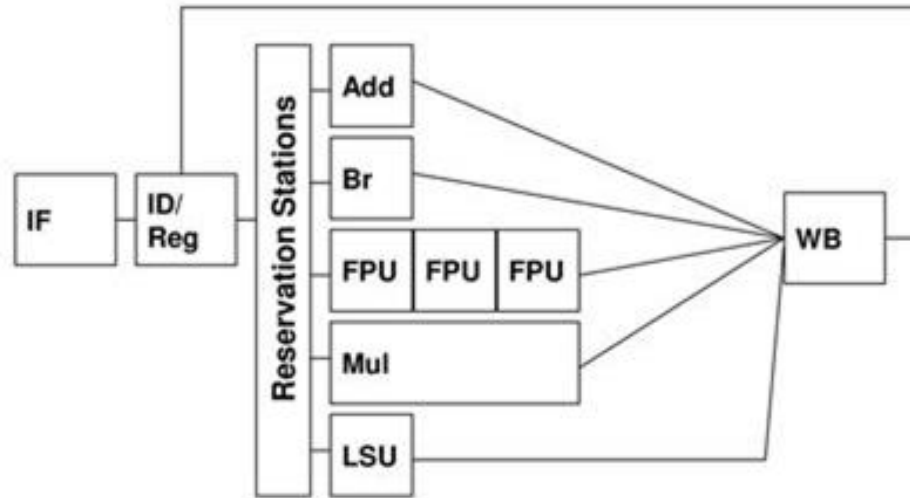 IF
ID/
Reg
Reservation Stations
Add
Br
FPU FPU FPU
Mul
LSU
WB